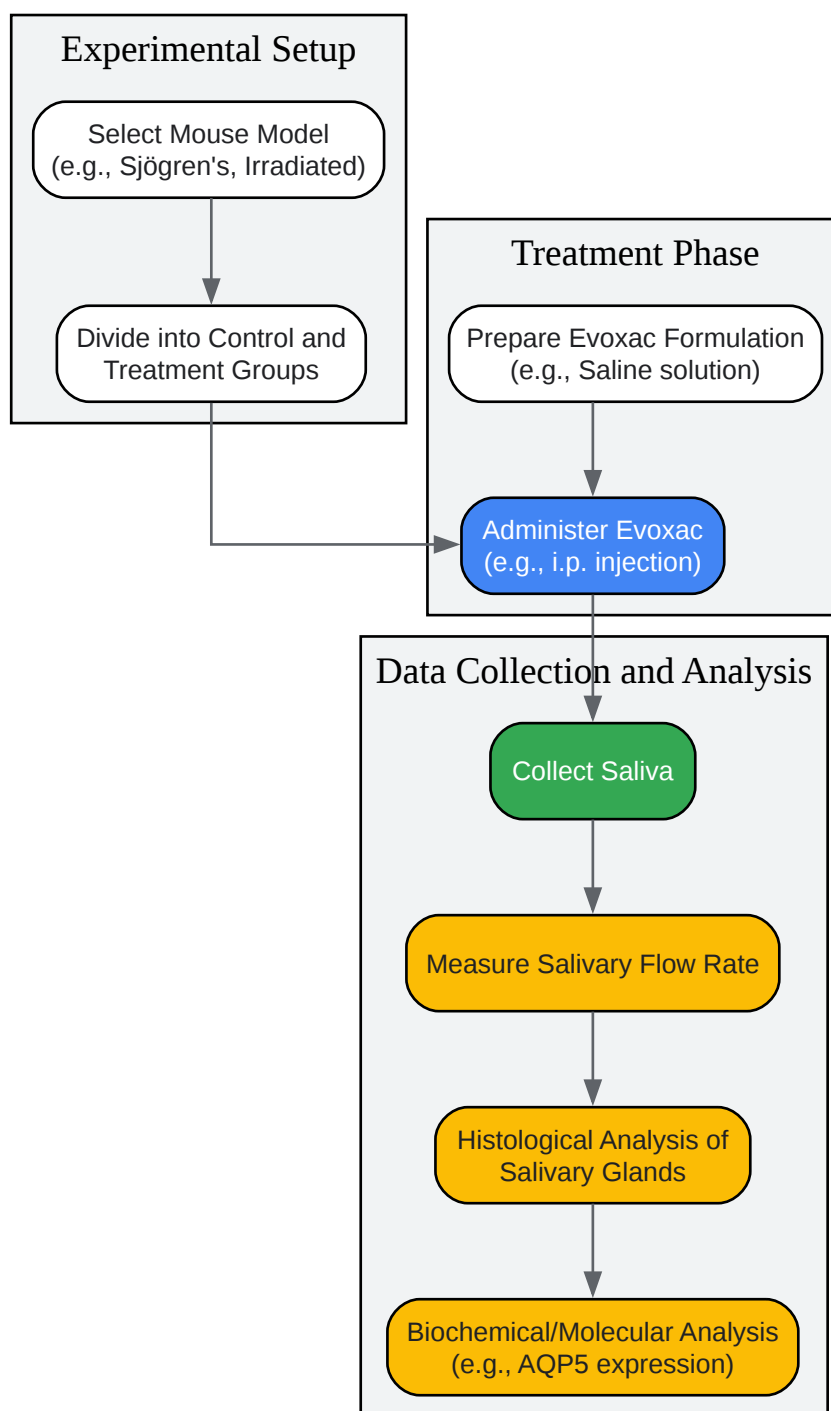 Experimental Setup
Select Mouse Model
(e.g., Sjögren's, Irradiated)
Divide into Control and
Treatment Groups
Treatment Phase
Prepare Evoxac Formulation
(e.g., Saline solution)
Administer Evoxac
(e.g., i.p. injection)
Data Collection and Analysis
Collect Saliva
Measure Salivary Flow Rate
Histological Analysis of
Salivary Glands
Biochemical/Molecular Analysis
(e.g., AQP5 expression)